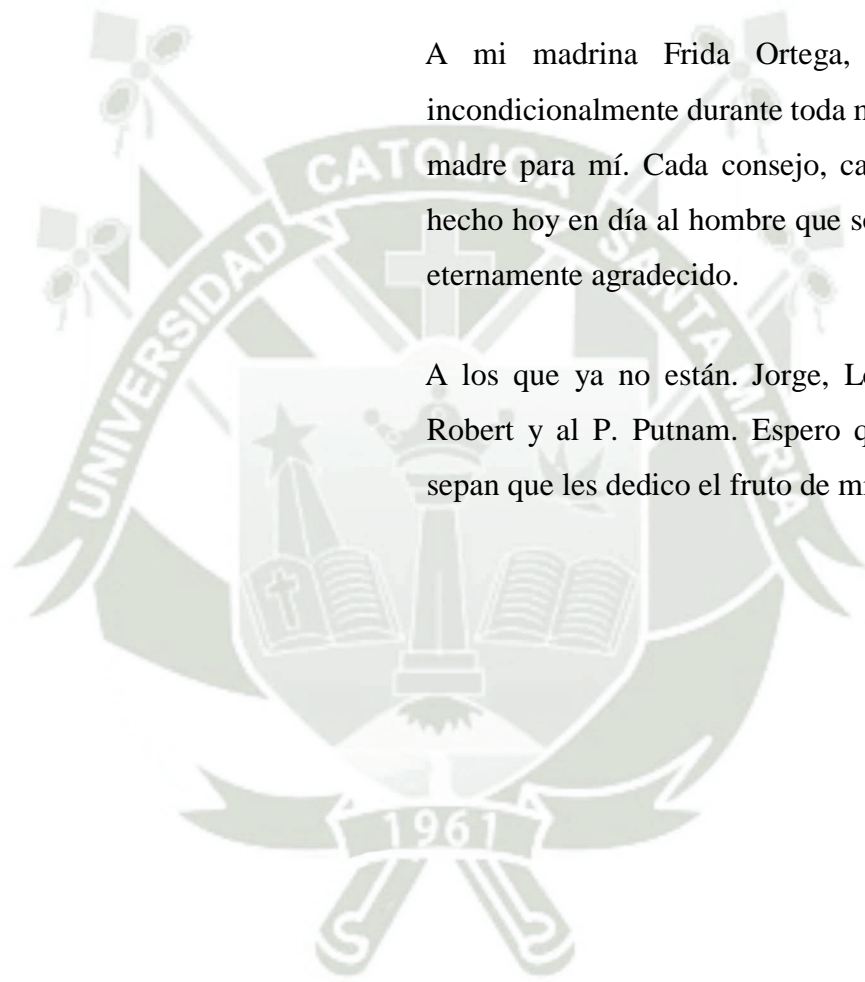 A mi madrina Frida Ortega,
incondicionalmente durante toda
madre para mí. Cada consejo,
hecho hoy en día al hombre que
eternamente agradecido.
A los que ya no están. Jorge,
Robert y al P. Putnam. Espero
sepan que les dedico el fruto de
UNIVERSIDAD CATOLICA SANTA MARIA
1961